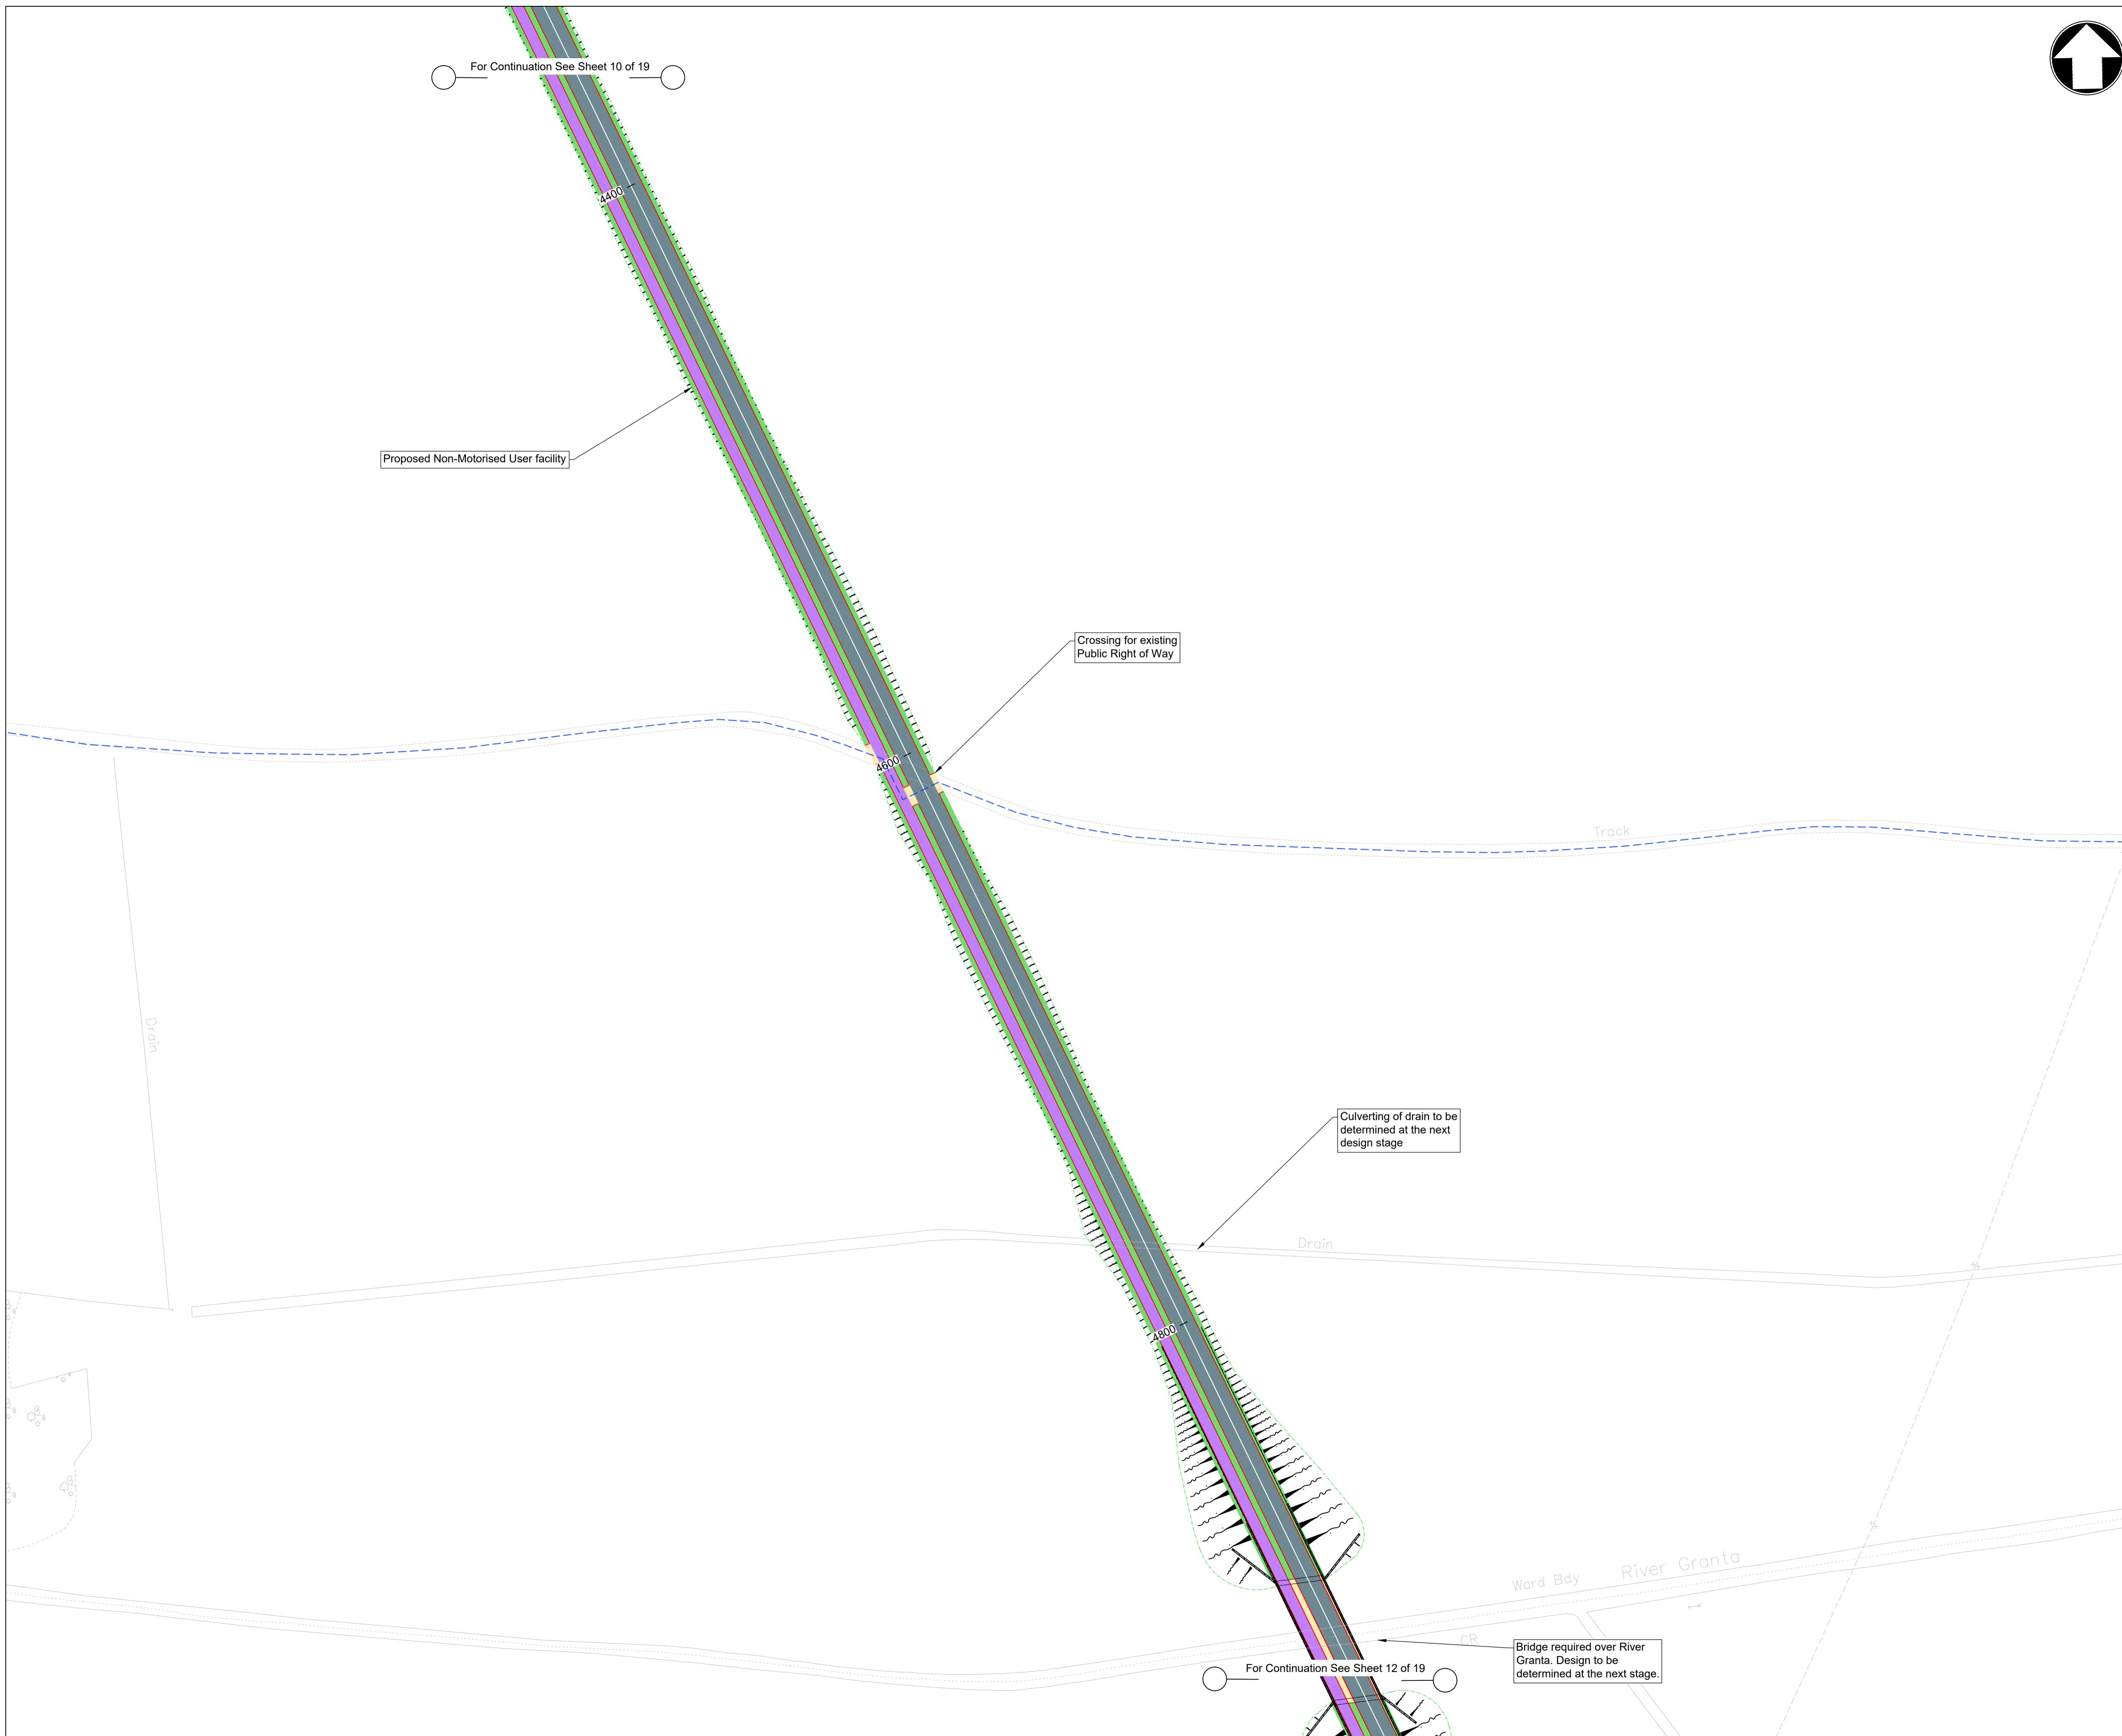 For Continuation See Sheet 10 of 19
4400
Proposed Non-Motorised User facility
Crossing for existing
Public Right of Way
4600
Track
Drain
Culverting of drain to be
determined at the next
design stage
Drain
4800
River Granta
Ward Bdy
CR
Bridge required over River
Granta. Design to be
determined at the next stage.
For Continuation See Sheet 12 of 19